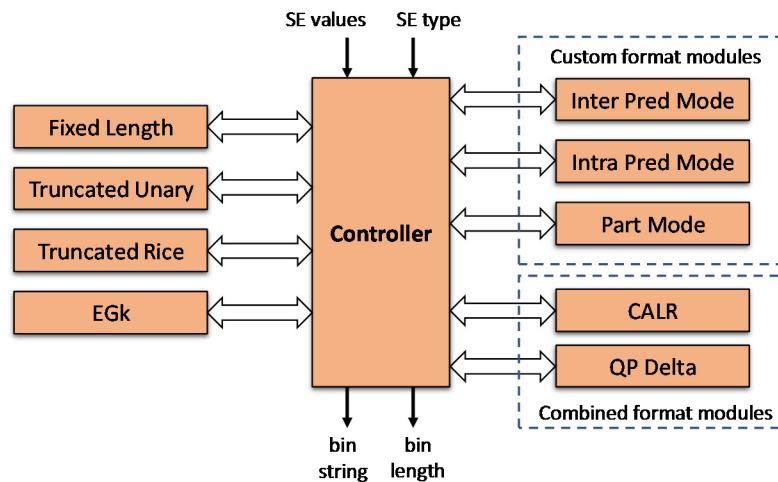 SE values
SE type
Fixed Length
Truncated Unary
Truncated Rice
EGk
Controller
Custom format modules
Inter Pred Mode
Intra Pred Mode
Part Mode
CALR
QP Delta
Combined format modules
bin
string
bin
length